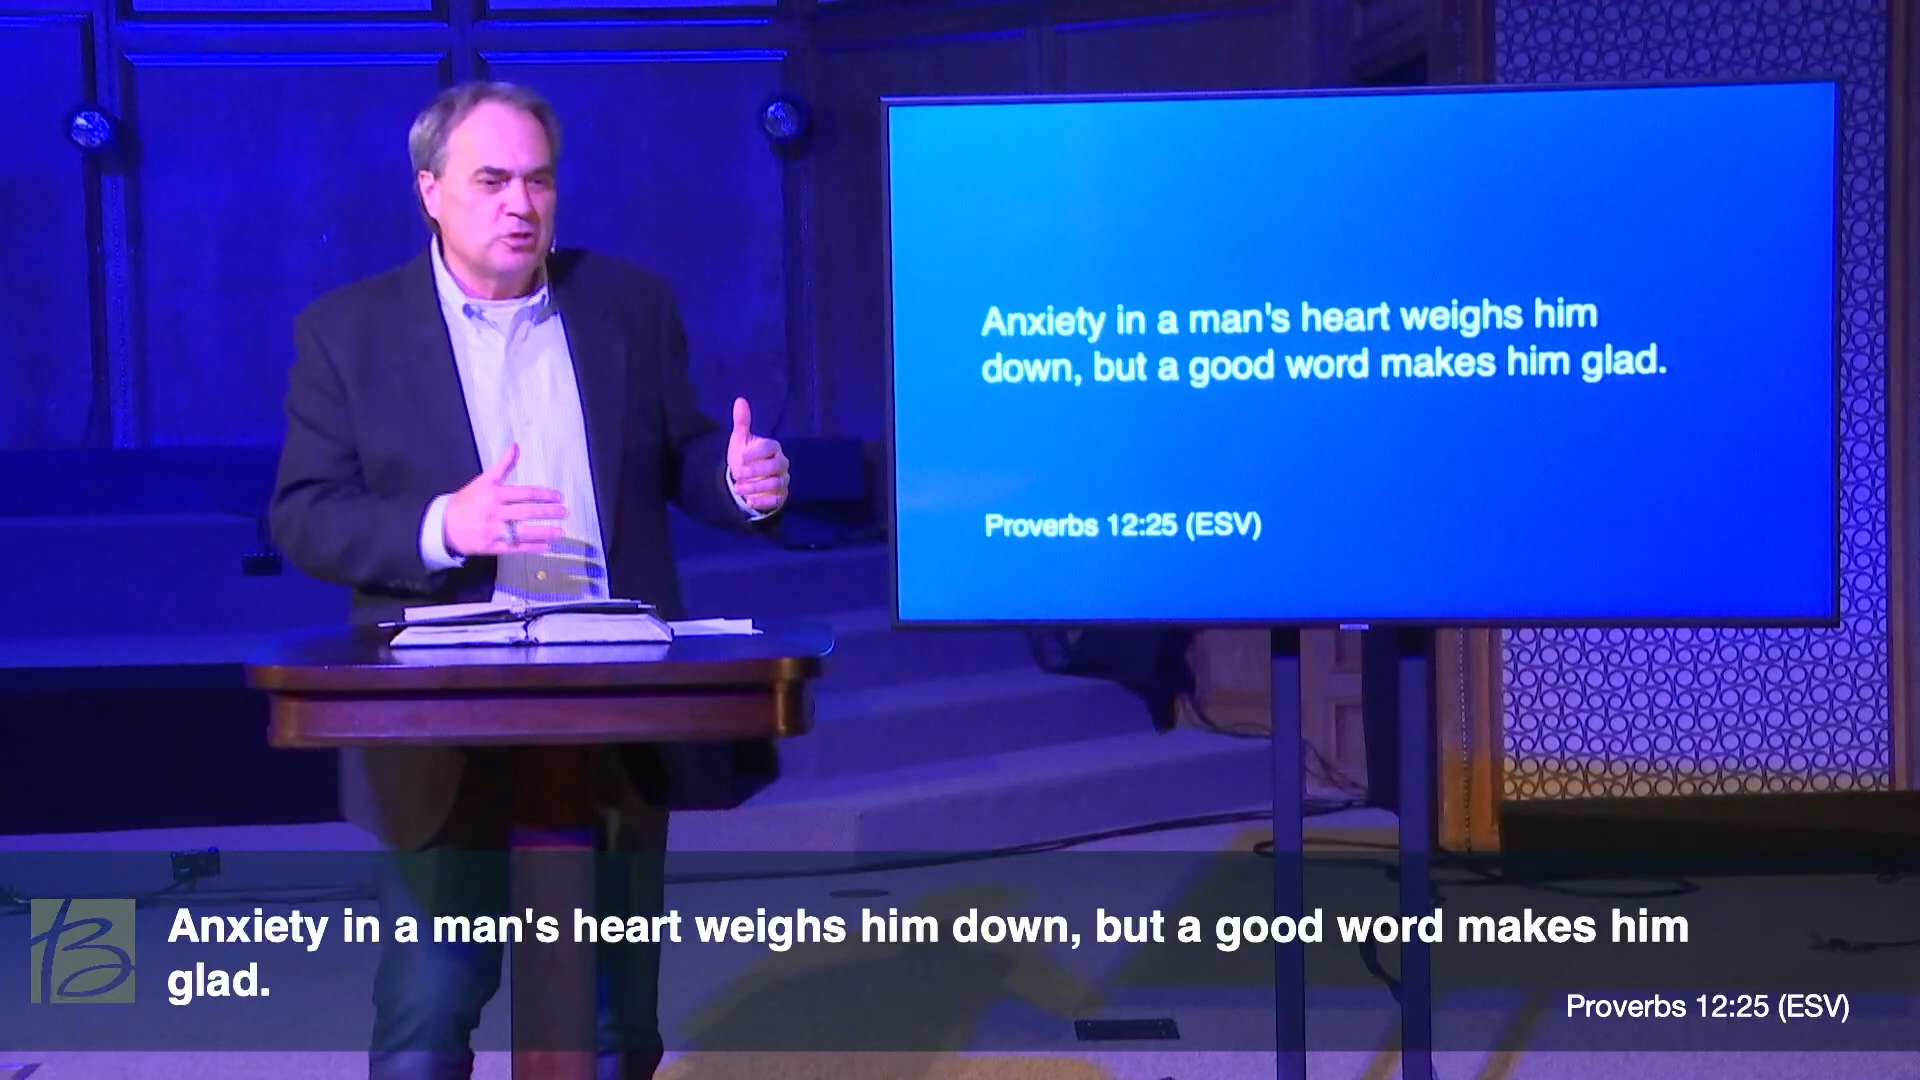 Anxiety in a man's heart weighs him
down, but a good word makes him glad.
Proverbs 12:25 (ESV)
B
Anxiety in a man's heart weighs him down, but a good word makes him
glad.
Proverbs 12:25 (ESV)